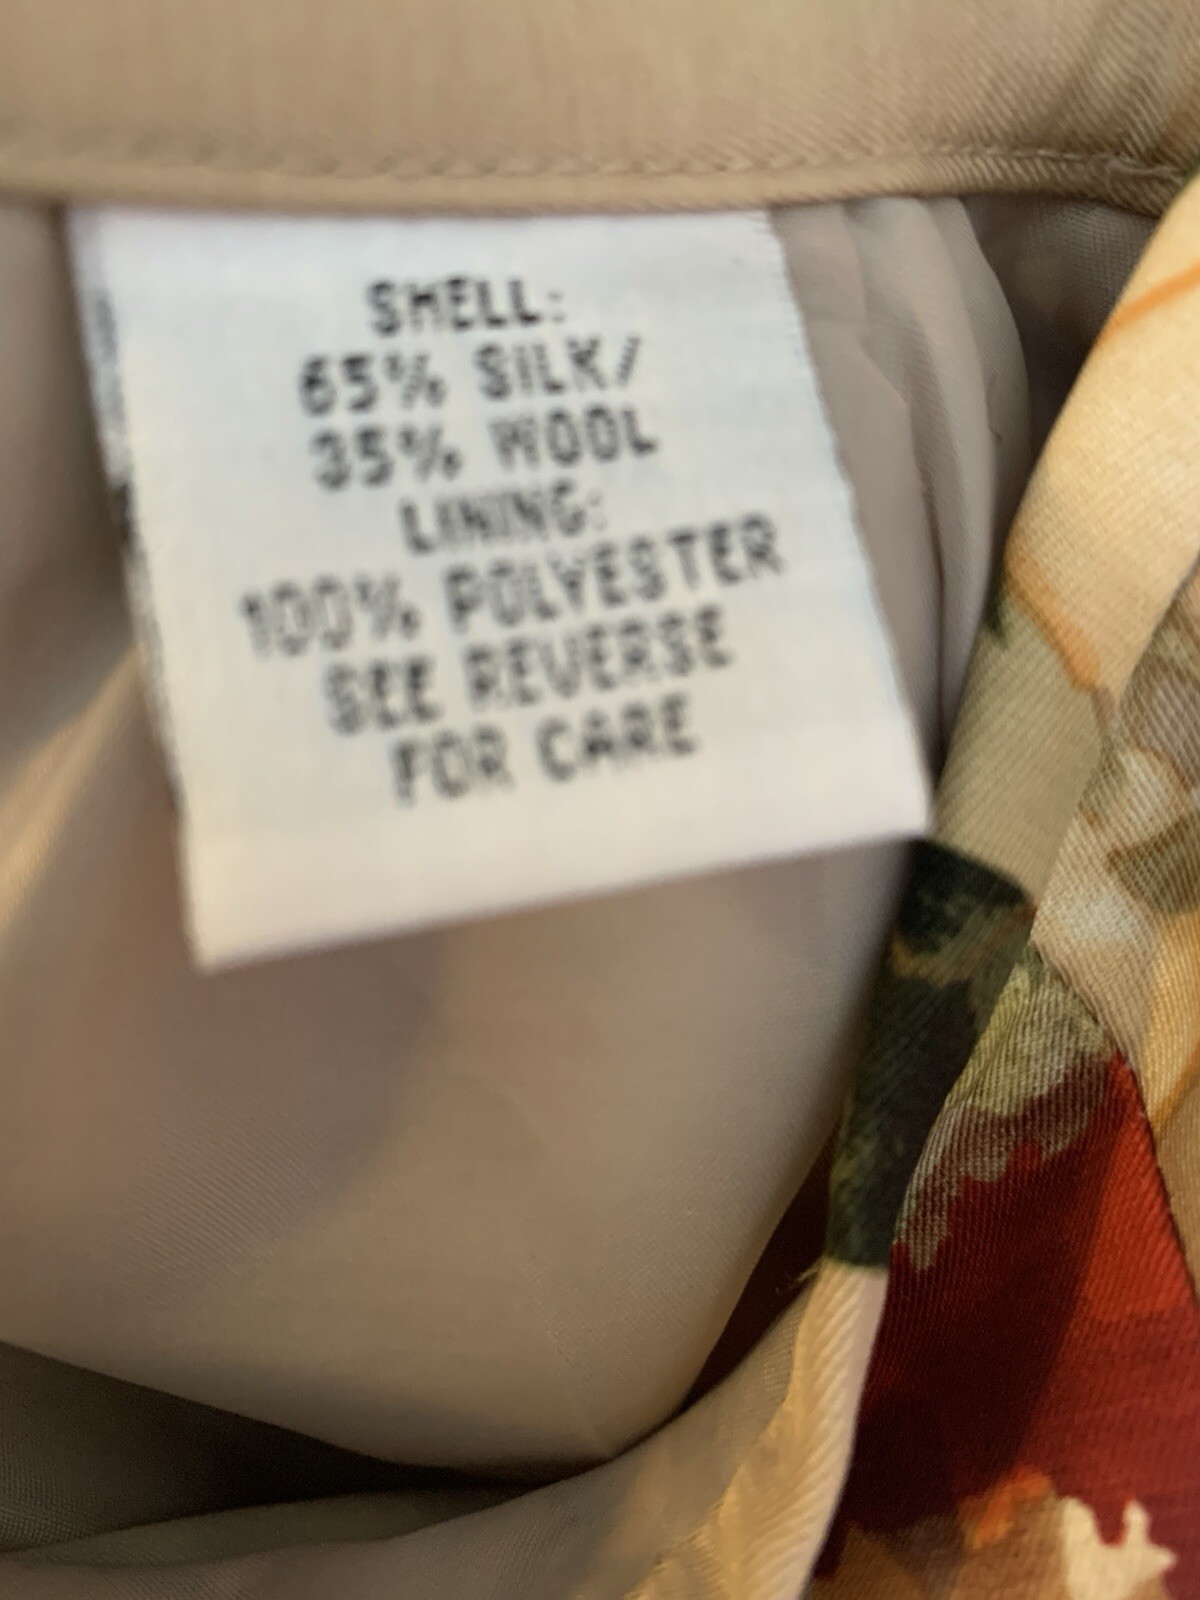 SHELL:
65% SILK/
35% WOOL
LINING:
100% POLYESTER
SEE REVERSE
FOR CARE